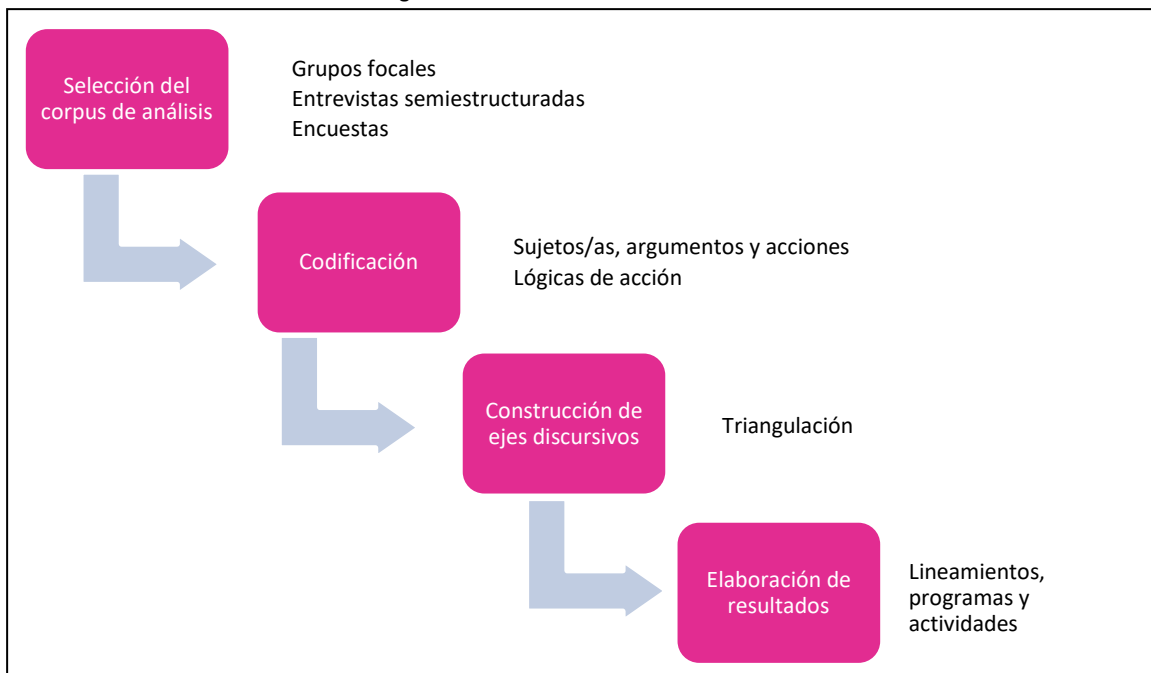 Selección del
corpus de análisis
Grupos focales
Entrevistas semiestructuradas
Encuestas
Codificación
Sujetos/as, argumentos y acciones
Lógicas de acción
Construcción de
ejes discursivos
Triangulación
Elaboración de
resultados
Lineamientos,
programas y
actividades